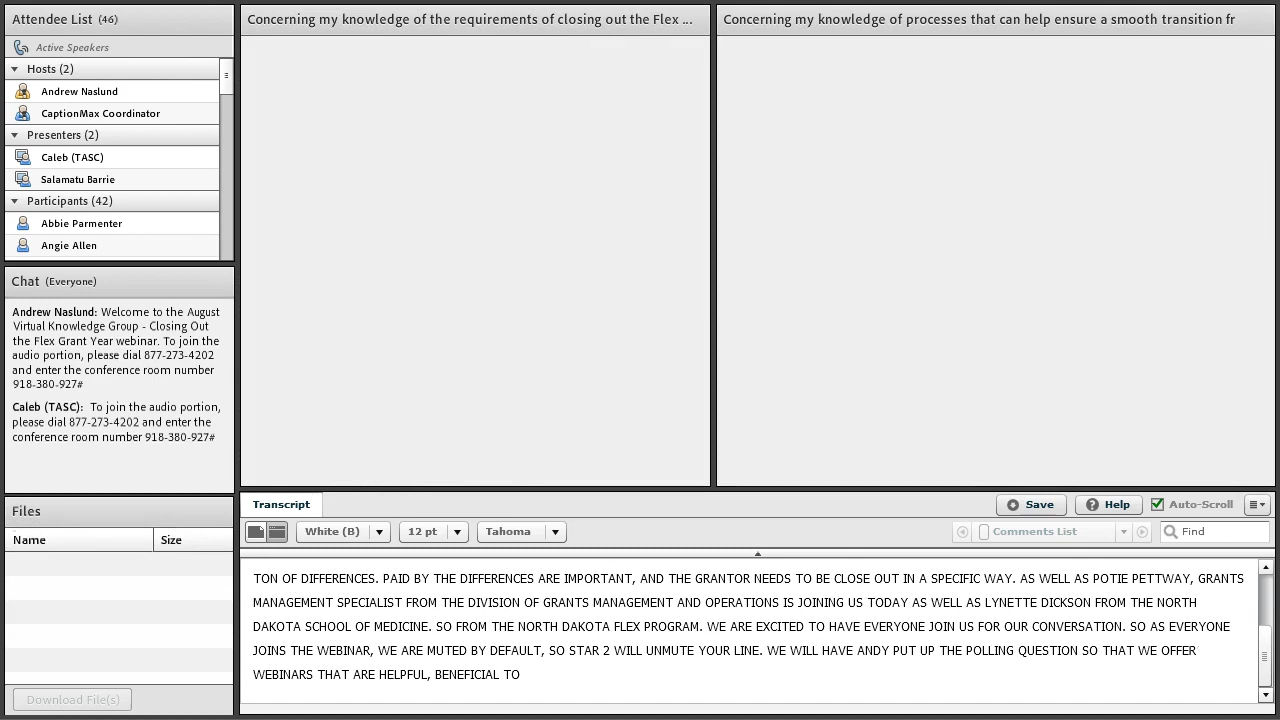 Attendee List (46)
Active Speakers
Hosts (2)
Andrew Naslund
CaptionMax Coordinator
Presenters (2)
Caleb (TASC)
Salamatu Barrie
Participants (42)
Abbie Parmenter
Angie Allen
Chat (Everyone)
Andrew Naslund: Welcome to the August
Virtual Knowledge Group - Closing Out
the Flex Grant Year webinar. To join the
audio portion, please dial 877-273-4202
and enter the conference room number
918-380-927#
Caleb (TASC): To join the audio portion,
please dial 877-273-4202 and enter the
conference room number 918-380-927#
Files
Name Size
Download File(s)
Concerning my knowledge of the requirements of closing out the Flex ...
Concerning my knowledge of processes that can help ensure a smooth transition fr
Transcript
Save Help Auto-Scroll
White (B) 12 pt Tahoma Comments List Find
TON OF DIFFERENCES. PAID BY THE DIFFERENCES ARE IMPORTANT, AND THE GRANTOR NEEDS TO BE CLOSE OUT IN A SPECIFIC WAY. AS WELL AS POTIE PETTWAY, GRANTS
MANAGEMENT SPECIALIST FROM THE DIVISION OF GRANTS MANAGEMENT AND OPERATIONS IS JOINING US TODAY AS WELL AS LYNETTE DICKSON FROM THE NORTH
DAKOTA SCHOOL OF MEDICINE. SO FROM THE NORTH DAKOTA FLEX PROGRAM. WE ARE EXCITED TO HAVE EVERYONE JOIN US FOR OUR CONVERSATION. SO AS EVERYONE
JOINS THE WEBINAR, WE ARE MUTED BY DEFAULT, SO STAR 2 WILL UNMUTE YOUR LINE. WE WILL HAVE ANDY PUT UP THE POLLING QUESTION SO THAT WE OFFER
WEBINARS THAT ARE HELPFUL, BENEFICIAL TO